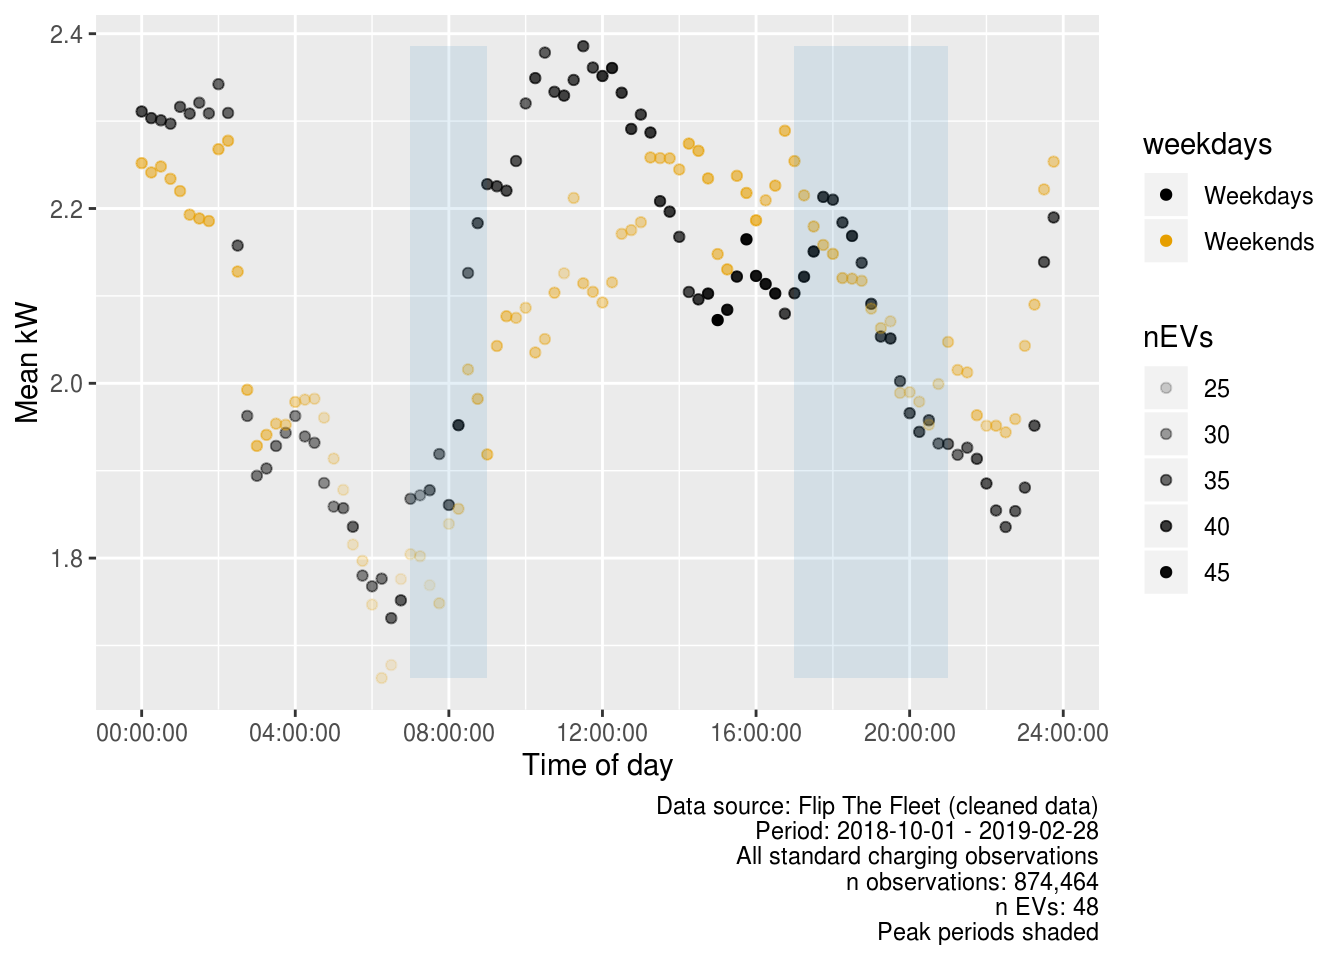 2.4
2.2
2.0
1.8
Mean kW
00:00:00 04:00:00 08:00:00 12:00:00 16:00:00 20:00:00 24:00:00
Time of day
weekdays
Weekdays
Weekends
nEVs
25
30
35
40
45
Data source: Flip The Fleet (cleaned data)
Period: 2018-10-01 - 2019-02-28
All standard charging observations
n observations: 874,464
n EVs: 48
Peak periods shaded